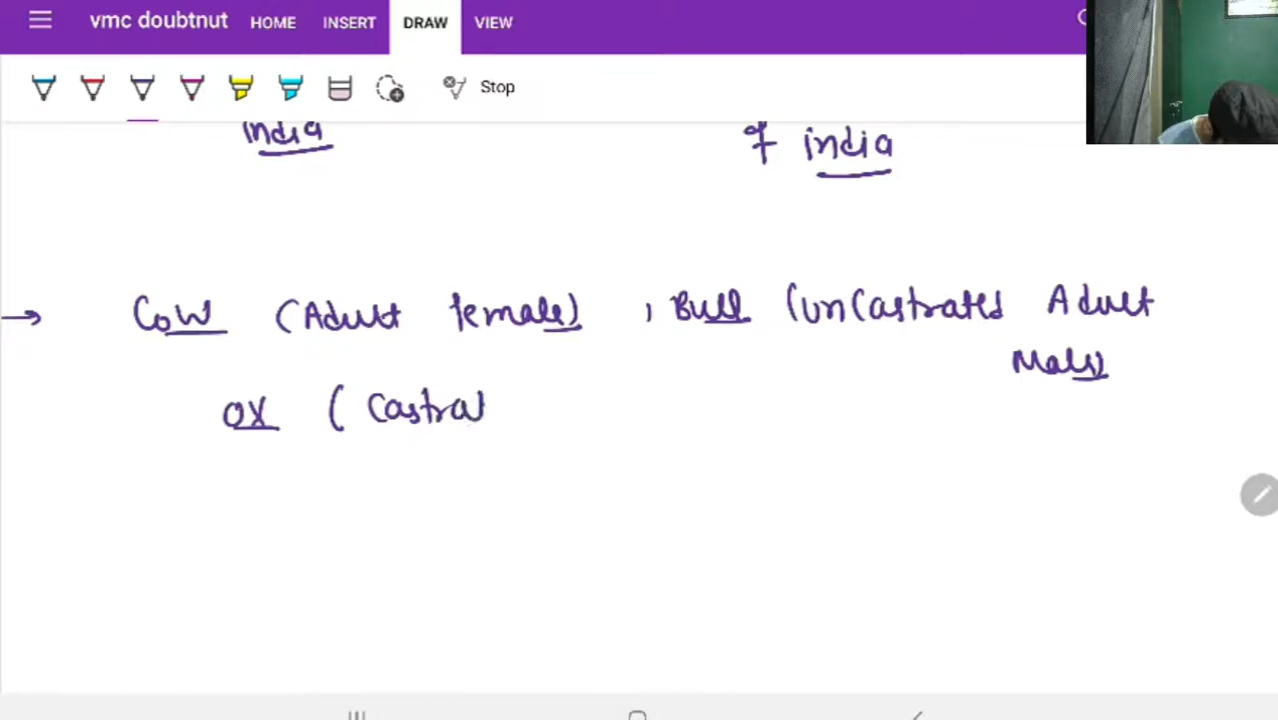 vmc doubtnut HOME INSERT DRAW VIEW
Stop
india
of india
→ Cow (Adult female) , Bull (uncastrated Adult
Male)
ox ( Castrat